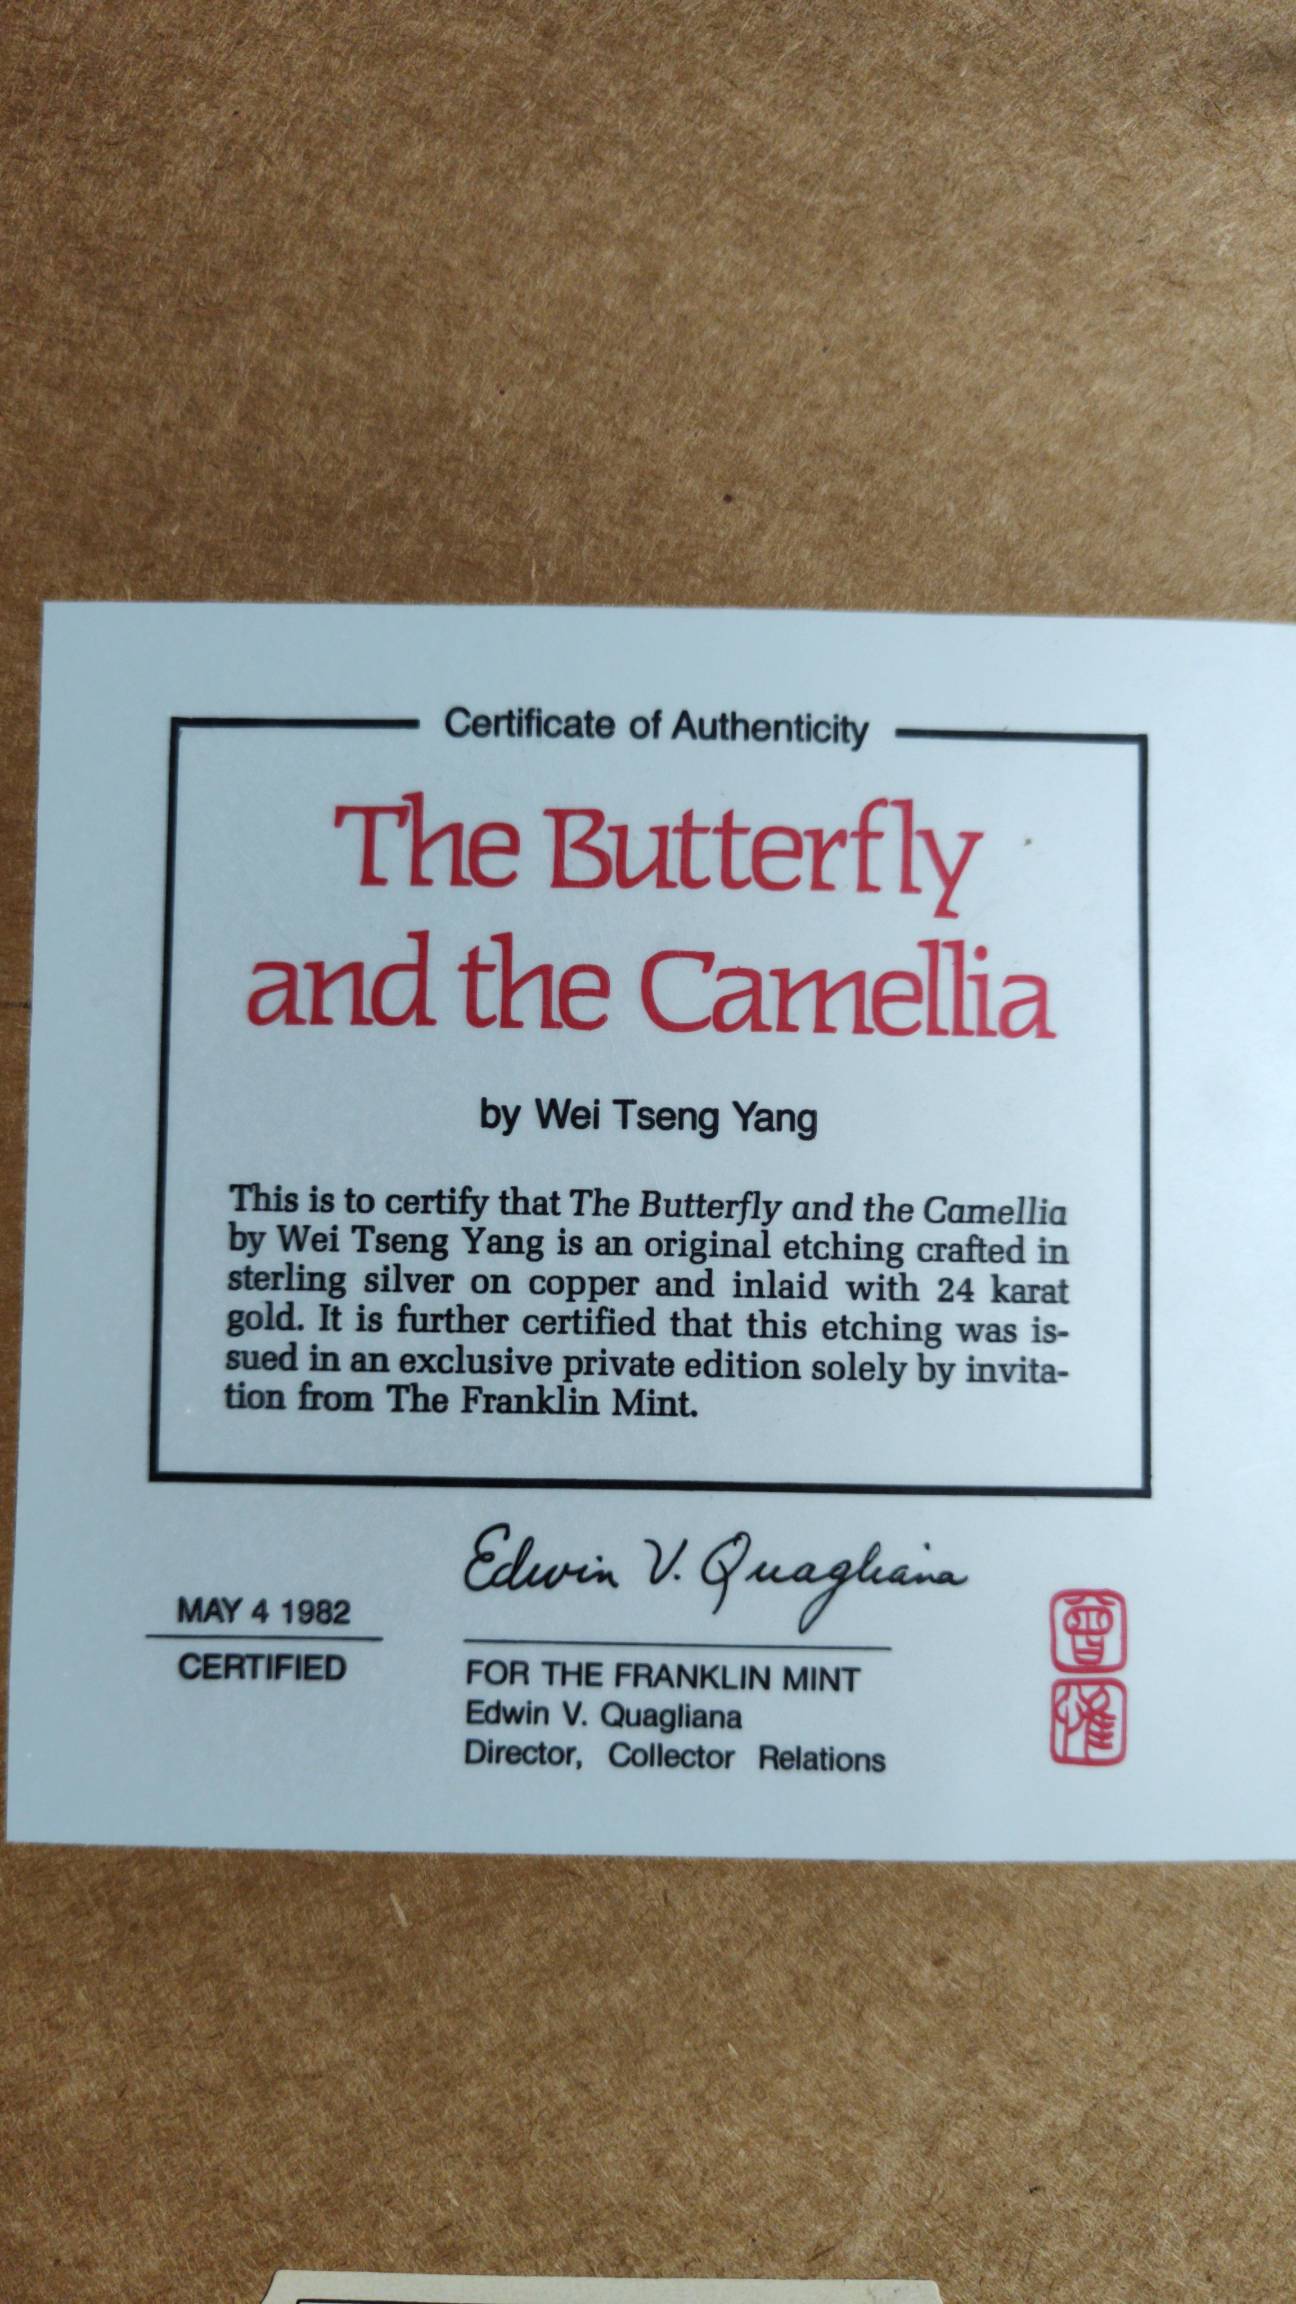 Certificate of Authenticity
The Butterfly
and the Camellia
by Wei Tseng Yang
This is to certify that The Butterfly and the Camellia
by Wei Tseng Yang is an original etching crafted in
sterling silver on copper and inlaid with 24 karat
gold. It is further certified that this etching was is-
sued in an exclusive private edition solely by invita-
tion from The Franklin Mint.
Edwin V. Quagliana
MAY 4 1982
CERTIFIED
FOR THE FRANKLIN MINT
Edwin V. Quagliana
Director, Collector Relations